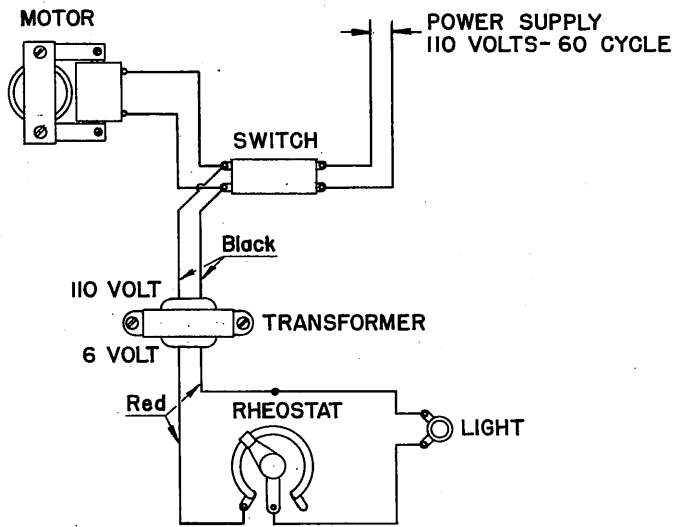 MOTOR
POWER SUPPLY
110 VOLTS-60 CYCLE
SWITCH
Black
110 VOLT
TRANSFORMER
6 VOLT
Red
RHEOSTAT
LIGHT